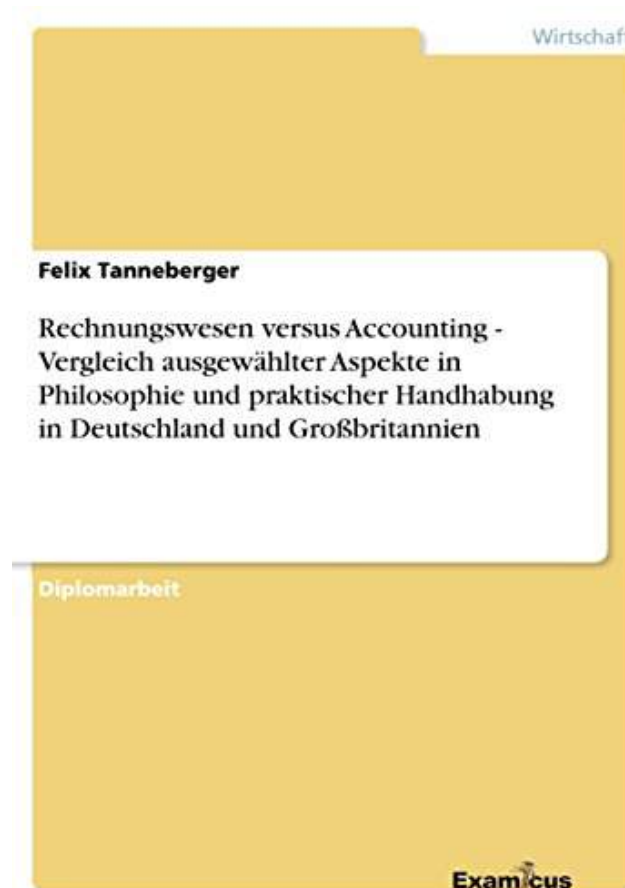 Wirtschaft
Felix Tanneberger
Rechnungswesen versus Accounting -
Vergleich ausgewählter Aspekte in
Philosophie und praktischer Handhabung
in Deutschland und Großbritannien
Diplomarbeit
Examicus